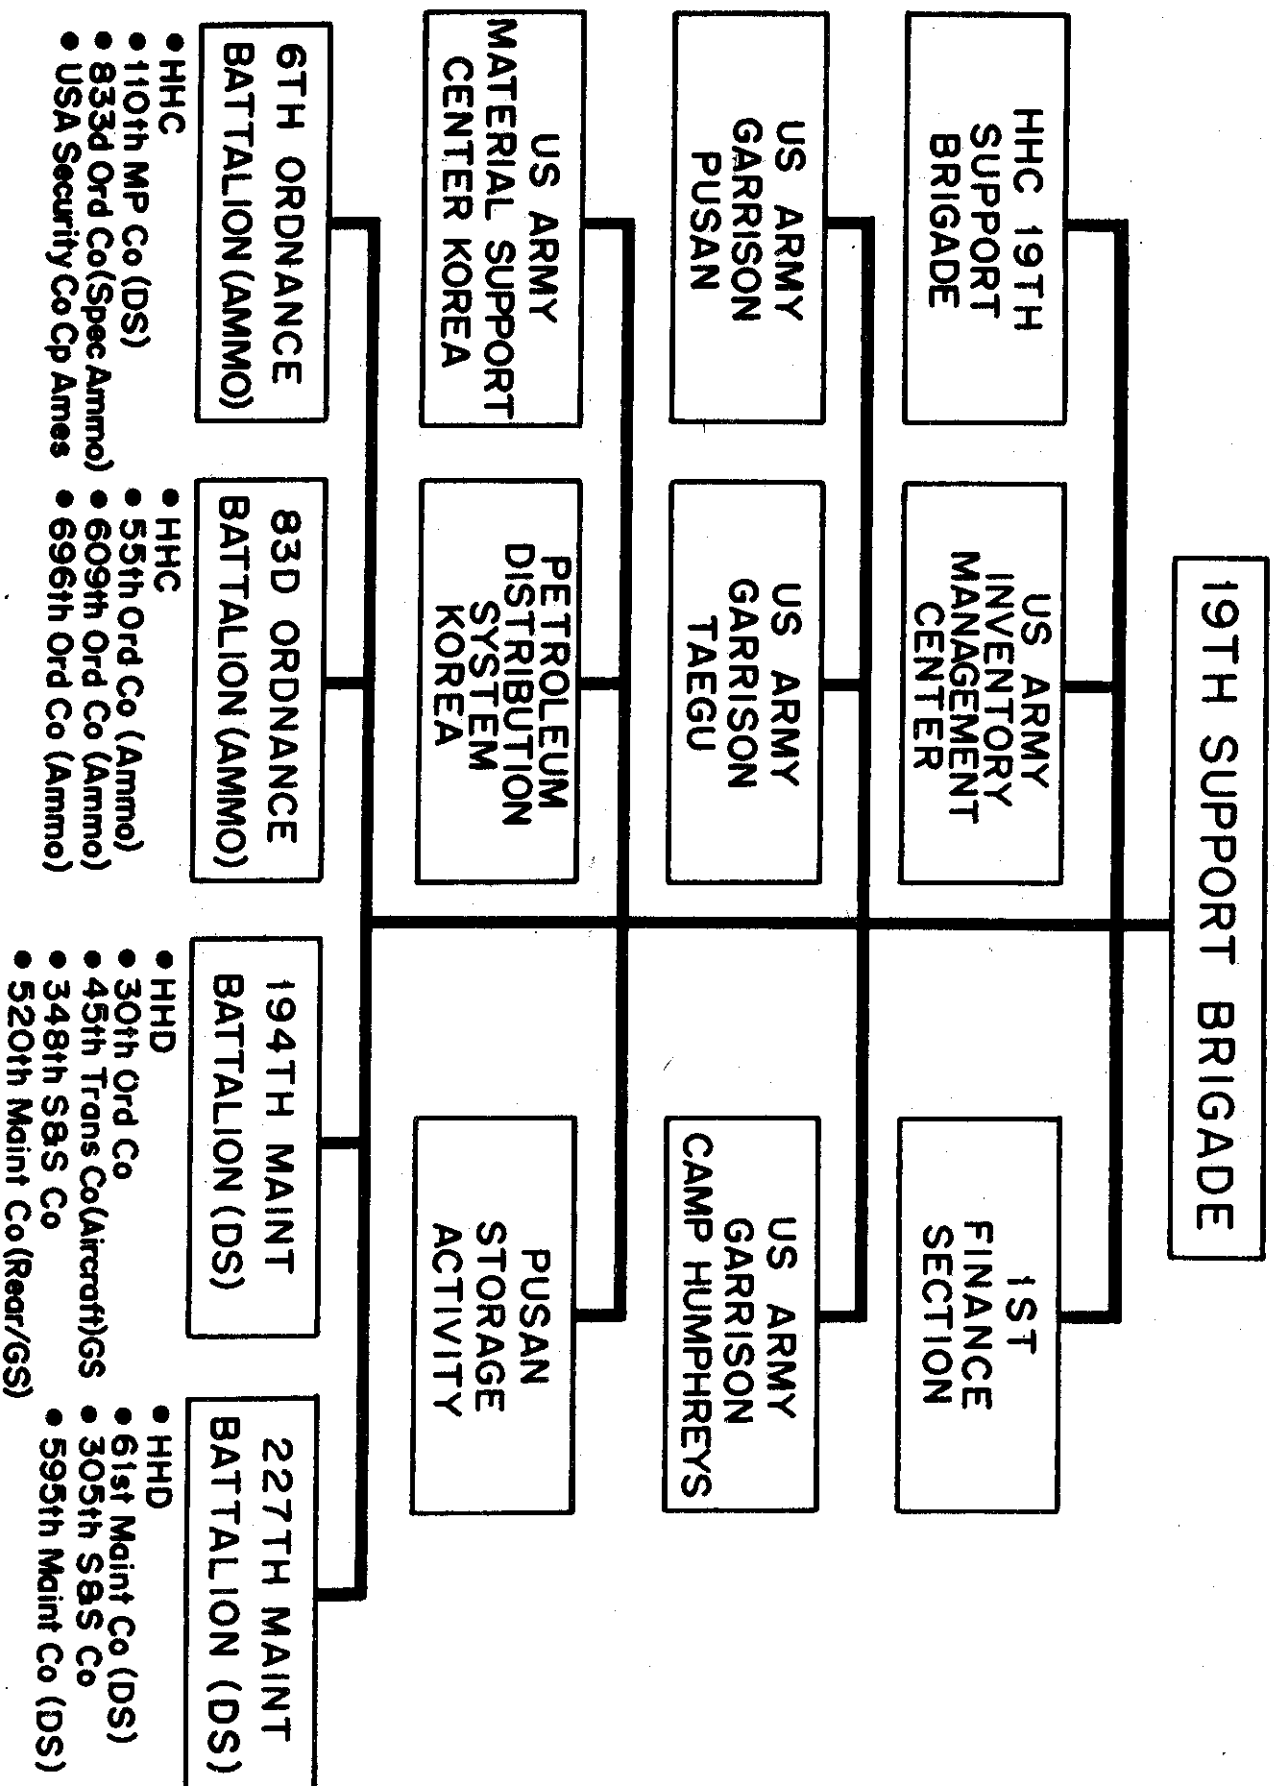 19TH SUPPORT BRIGADE
HHC 19TH
SUPPORT
BRIGADE
US ARMY
INVENTORY
MANAGEMENT
CENTER
1ST
FINANCE
SECTION
US ARMY
GARRISON
PUSAN
US ARMY
GARRISON
TAEGU
US ARMY
GARRISON
CAMP HUMPHREYS
US ARMY
MATERIAL SUPPORT
CENTER KOREA
PETROLEUM
DISTRIBUTION
SYSTEM
KOREA
PUSAN
STORAGE
ACTIVITY
6TH ORDNANCE
BATTALION (AMMO)
• HHC
• 110th MP Co (DS)
• 833d Ord Co (Spec Ammo)
• USA Security Co Cp Ames
83D ORDNANCE
BATTALION (AMMO)
• HHC
• 55th Ord Co (Ammo)
• 609th Ord Co (Ammo)
• 696th Ord Co (Ammo)
194TH MAINT
BATTALION (DS)
• HHD
• 30th Ord Co
• 45th Trans Co (Aircraft)GS
• 348th S&S Co
• 520th Maint Co (Rear/GS)
227TH MAINT
BATTALION (DS)
• HHD
• 61st Maint Co (DS)
• 305th S&S Co
• 595th Maint Co (DS)